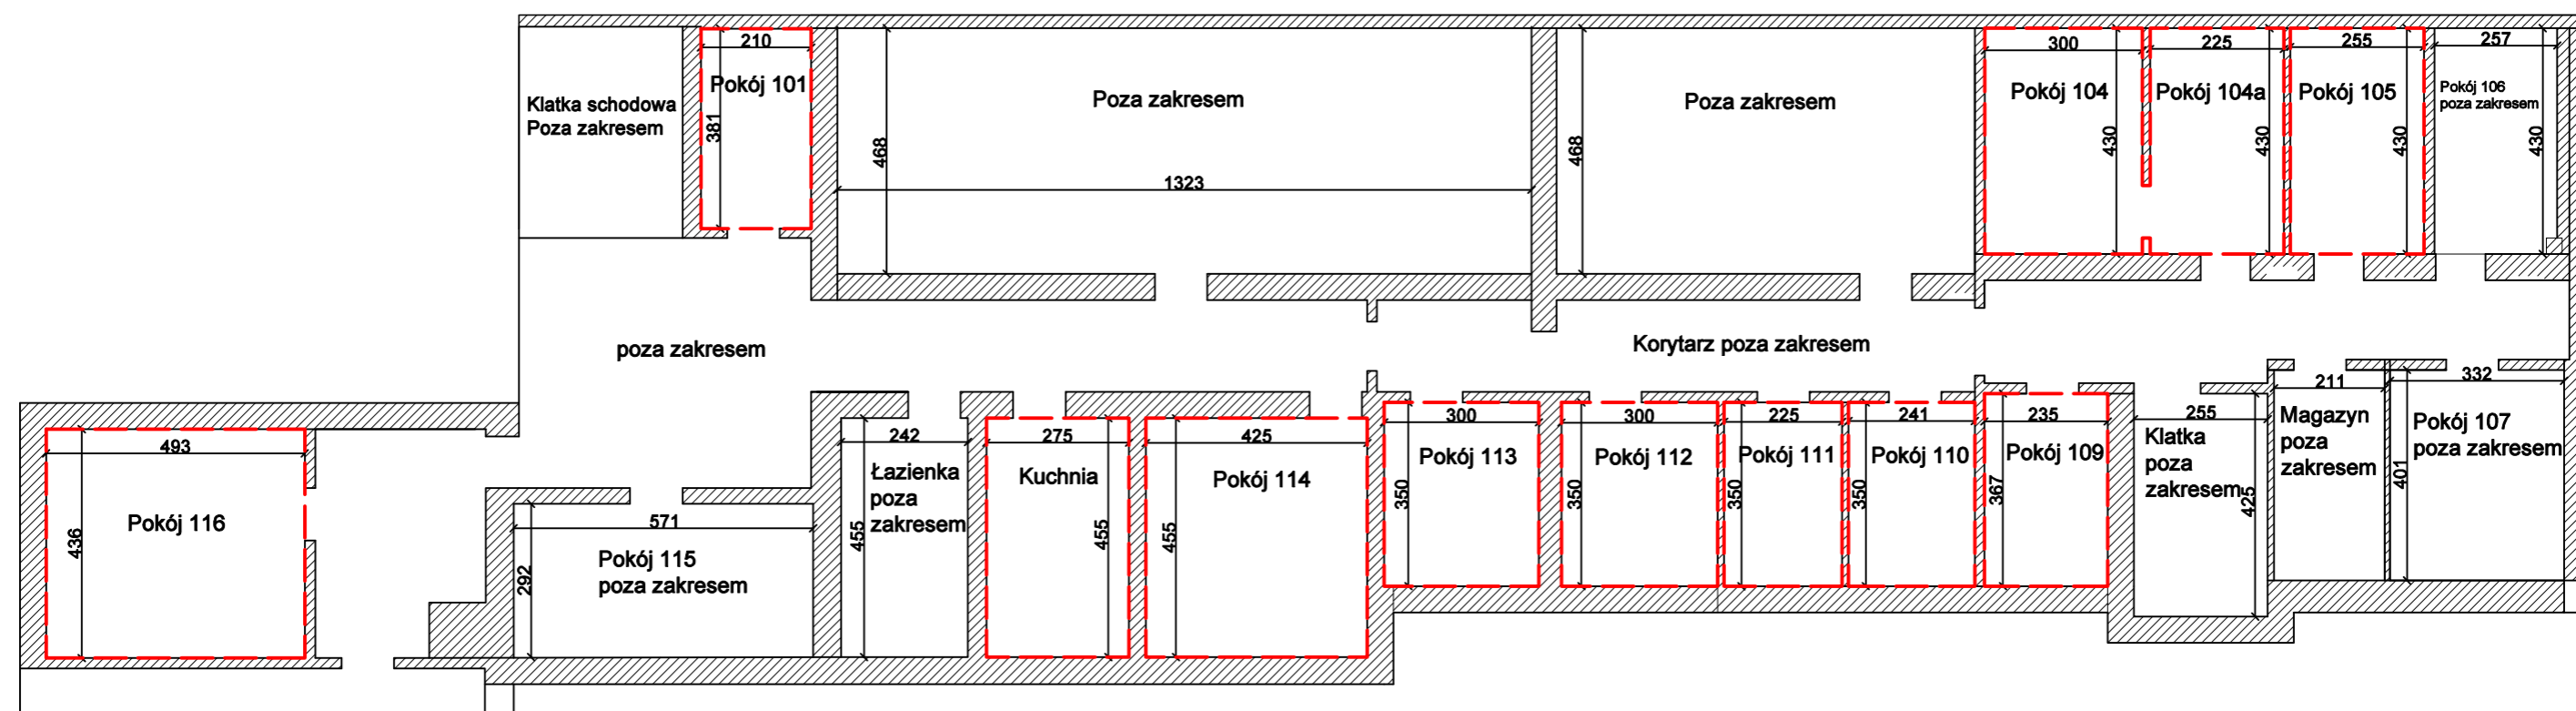 210
Pokój 101
381
Klatka schodowa
Poza zakresem
468
Poza zakresem
1323
468
Poza zakresem
300
Pokój 104
430
225
Pokój 104a
430
255
Pokój 105
430
257
Pokój 106
poza zakresem
430
poza zakresem
Korytarz poza zakresem
493
436
Pokój 116
571
292
Pokój 115
poza zakresem
242
Łazienka
poza
zakresem
455
275
Kuchnia
455
425
Pokój 114
455
300
Pokój 113
350
300
Pokój 112
350
225
Pokój 111
350
241
Pokój 110
350
235
Pokój 109
367
255
Klatka
poza
zakresem
425
211
Magazyn
poza
zakresem
332
Pokój 107
poza zakresem
401